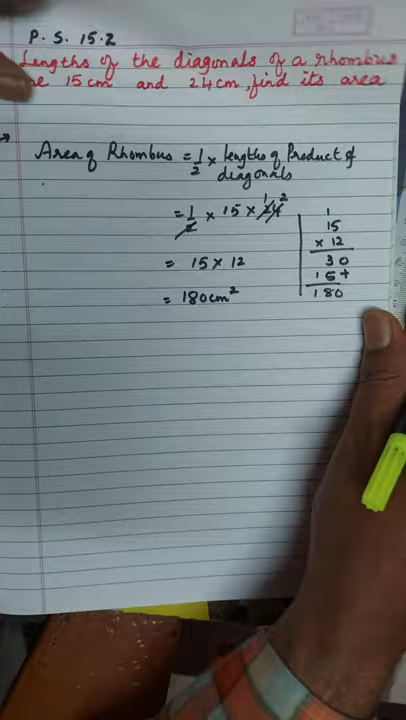 P. S. 15.2
Lengths of the diagonals of a rhombus
15 cm and 24 cm, find its area
→ Area of Rhombus = 1/2 × lengths of Product of
diagonals
= 1/2 × 15 × 24 12
= 15 × 12
= 180 cm²
1
15
× 12
30
15+
180